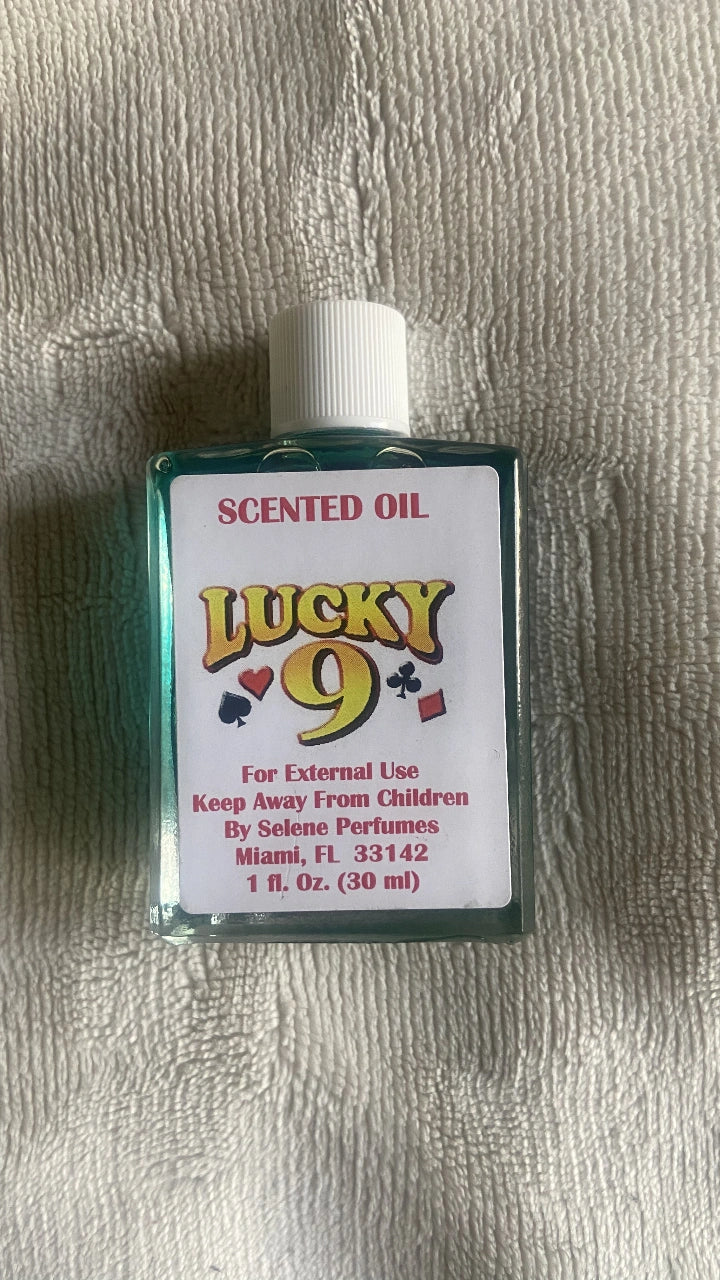 SCENTED OIL
LUCKY
9
For External Use
Keep Away From Children
By Selene Perfumes
Miami, FL 33142
1 fl. Oz. (30 ml)